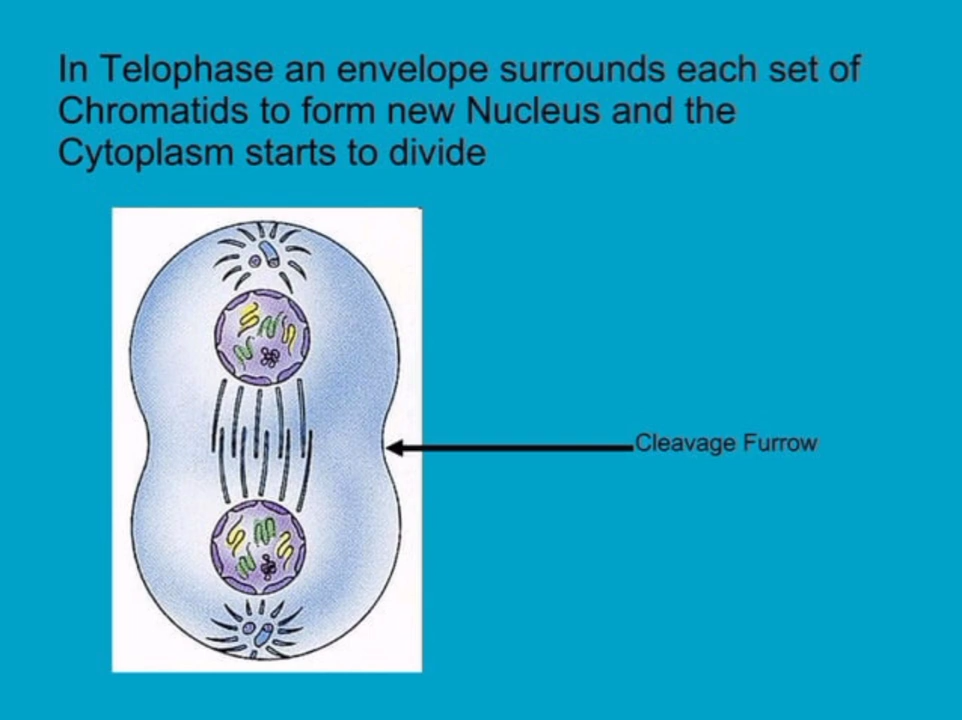 In Telophase an envelope surrounds each set of
Chromatids to form new Nucleus and the
Cytoplasm starts to divide
Cleavage Furrow